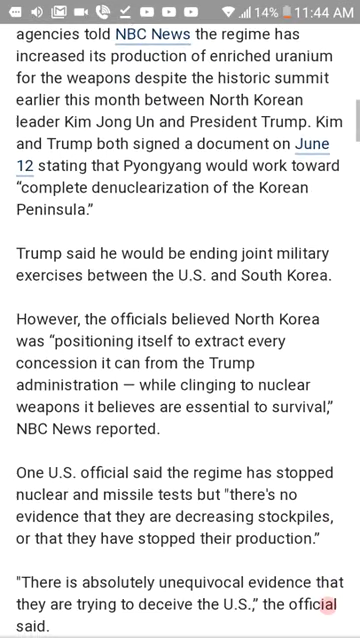 14% 11:44 AM
agencies told NBC News the regime has
increased its production of enriched uranium
for the weapons despite the historic summit
earlier this month between North Korean
leader Kim Jong Un and President Trump. Kim
and Trump both signed a document on June
12 stating that Pyongyang would work toward
“complete denuclearization of the Korean
Peninsula.”
Trump said he would be ending joint military
exercises between the U.S. and South Korea.
However, the officials believed North Korea
was “positioning itself to extract every
concession it can from the Trump
administration — while clinging to nuclear
weapons it believes are essential to survival,”
NBC News reported.
One U.S. official said the regime has stopped
nuclear and missile tests but "there's no
evidence that they are decreasing stockpiles,
or that they have stopped their production.”
"There is absolutely unequivocal evidence that
they are trying to deceive the U.S.,” the official
said.